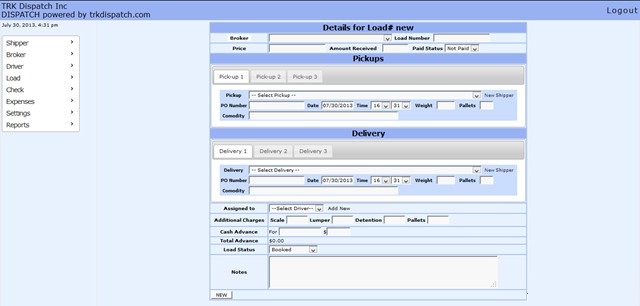 TRK Dispatch Inc
DISPATCH powered by trkdispatch.com
Logout
July 30, 2013, 4:31 pm
Shipper
Broker
Driver
Load
Check
Expenses
Settings
Reports
Details for Load# new
Broker Load Number
Price Amount Received Paid Status Not Paid
Pickups
Pick-up 1 Pick-up 2 Pick-up 3
Pickup -- Select Pickup -- New Shipper
PO Number Date 07/30/2013 Time 16 31 Weight Pallets
Comodity
Delivery
Delivery 1 Delivery 2 Delivery 3
Delivery -- Select Delivery -- New Shipper
PO Number Date 07/30/2013 Time 16 31 Weight Pallets
Comodity
Assigned to --Select Driver-- Add New
Additional Charges Scale Lumper Detention Pallets
Cash Advance For $
Total Advance $0.00
Load Status Booked
Notes
NEW